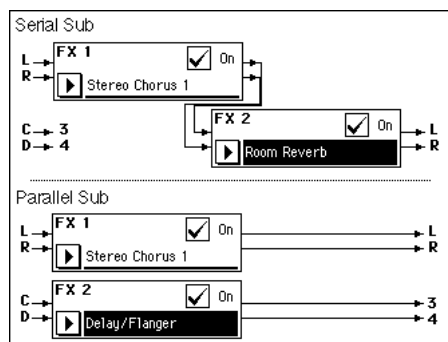 Serial Sub
FX 1
On
L
R
Stereo Chorus 1
C 3
D 4
FX 2
On
L
R
Room Reverb
Parallel Sub
FX 1
On
L L
R R
Stereo Chorus 1
FX 2
On
C 3
D 4
Delay/Flanger